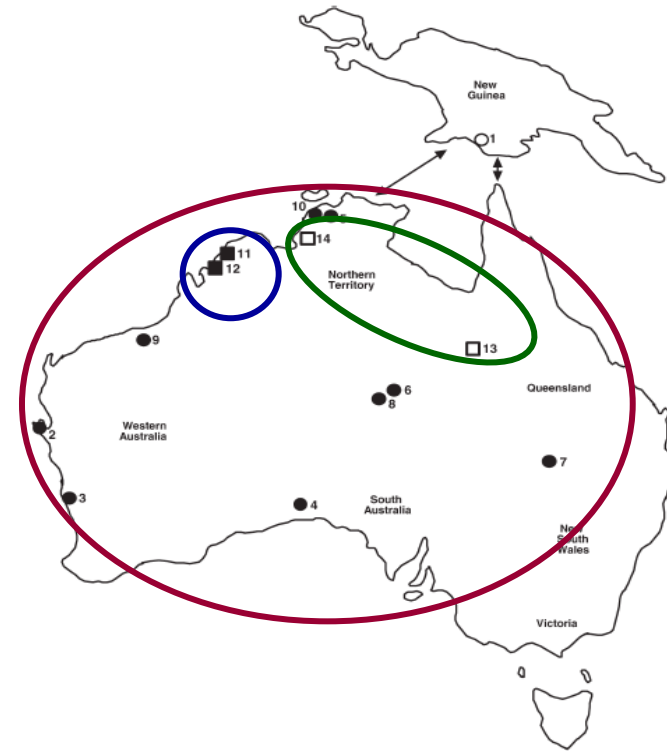 New
Guinea
1
10
5
14
11
12
Northern
Territory
9
13
6
8
Queensland
2
Western
Australia
7
3
4
South
Australia
New
South
Wales
Victoria